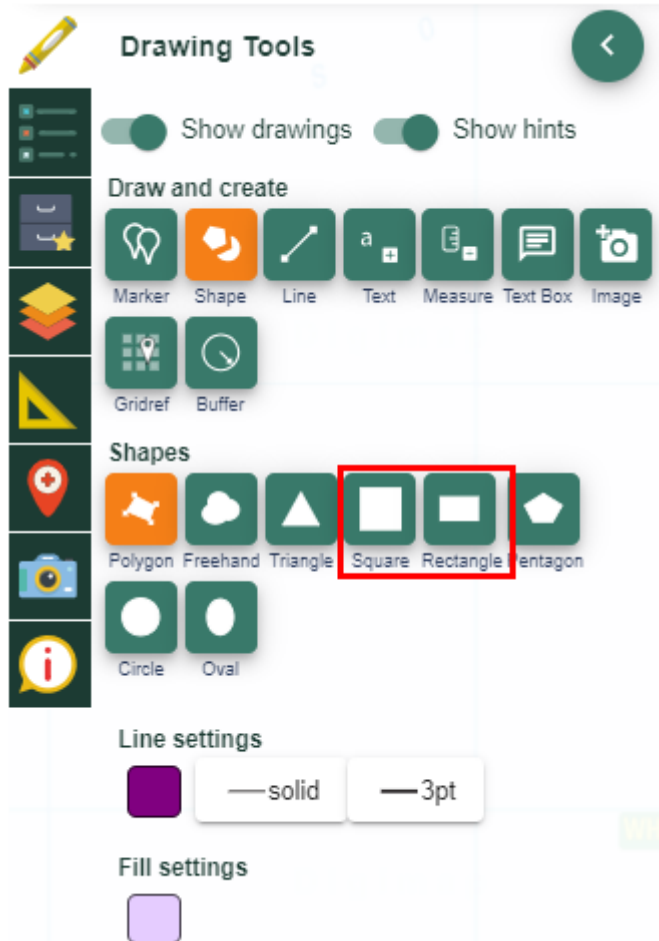 Drawing Tools
Show drawings Show hints
Draw and create
Marker Shape Line Text Measure Text Box Image
Gridref Buffer
Shapes
Polygon Freehand Triangle Square Rectangle Pentagon
Circle Oval
Line settings
solid 3pt
Fill settings